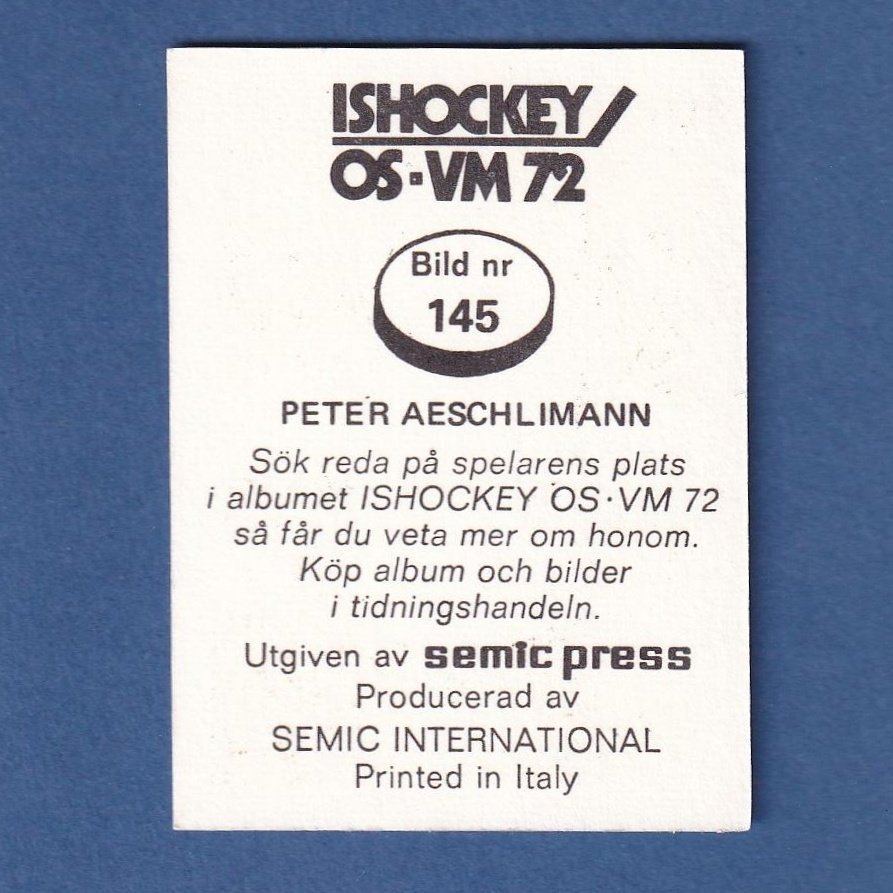 ISHOCKEY
OS·VM 72
Bild nr
145
PETER AESCHLIMANN
Sök reda på spelarens plats
i albumet ISHOCKEY OS·VM 72
så får du veta mer om honom.
Köp album och bilder
i tidningshandeln.
Utgiven av semic press
Producerad av
SEMIC INTERNATIONAL
Printed in Italy